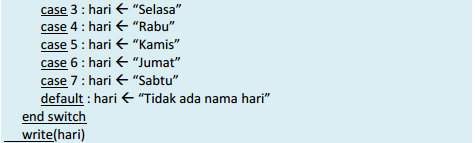 case 3 : hari ← “Selasa”
case 4 : hari ← “Rabu”
case 5 : hari ← “Kamis”
case 6 : hari ← “Jumat”
case 7 : hari ← “Sabtu”
default : hari ← “Tidak ada nama hari”
end switch
write(hari)